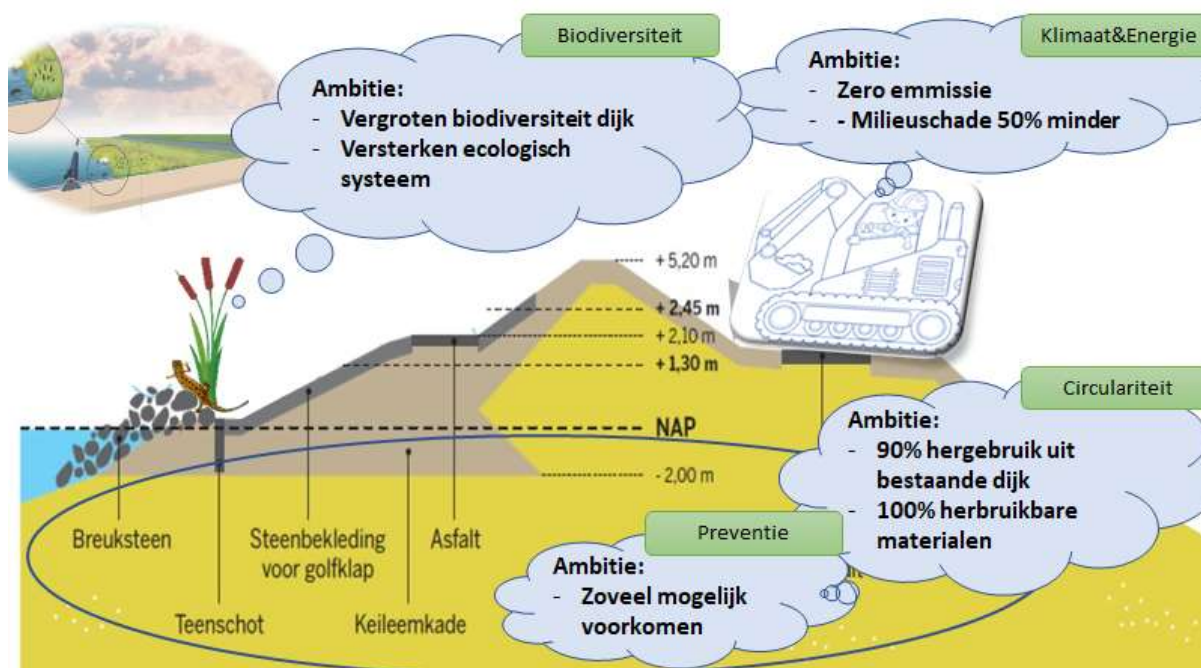 Biodiversiteit
Ambitie:
- Vergroten biodiversiteit dijk
- Versterken ecologisch
systeem
Klimaat&Energie
Ambitie:
- Zero emmissie
- - Milieuschade 50% minder
+ 5,20 m
+ 2,45 m
+ 2,10 m
+ 1,30 m
NAP
- 2,00 m
Circulariteit
Ambitie:
- 90% hergebruik uit
bestaande dijk
- 100% herbruikbare
materialen
Breuksteen
Steenbekleding
voor golfklap
Asfalt
Teenschot
Keileemkade
Preventie
Ambitie:
- Zoveel mogelijk
voorkomen